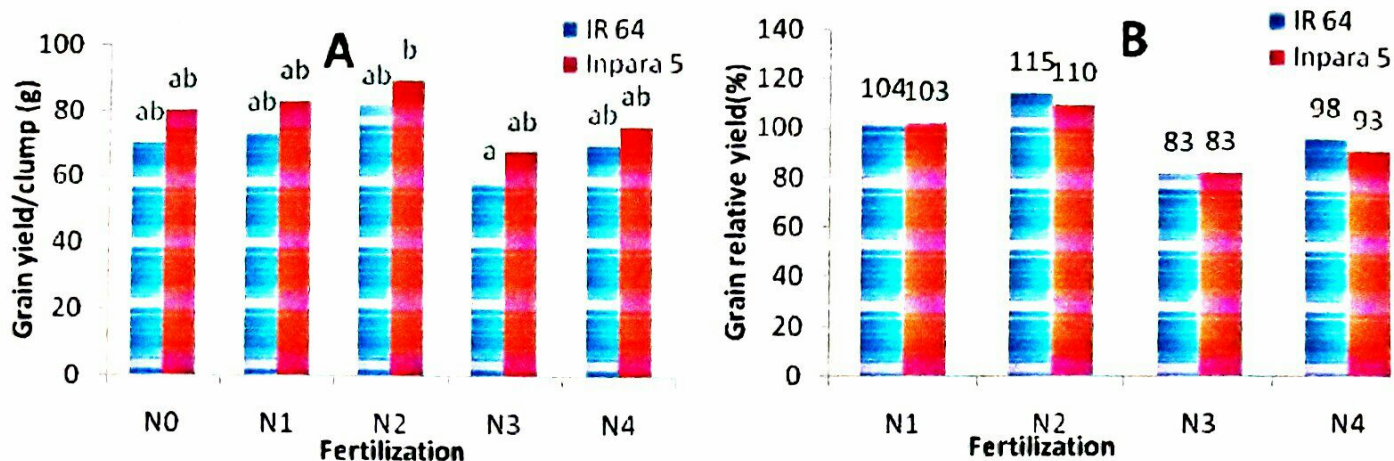 A
IR 64
Inpara 5
Grain yield/clump (g)
100
80
60
40
20
0
ab
ab
ab
ab
ab
b
a
ab
ab
ab
N0
N1
N2
N3
N4
Fertilization
B
IR 64
Inpara 5
Grain relative yield(%)
140
120
100
80
60
40
20
0
104
103
115
110
83
83
98
93
N1
N2
N3
N4
Fertilization